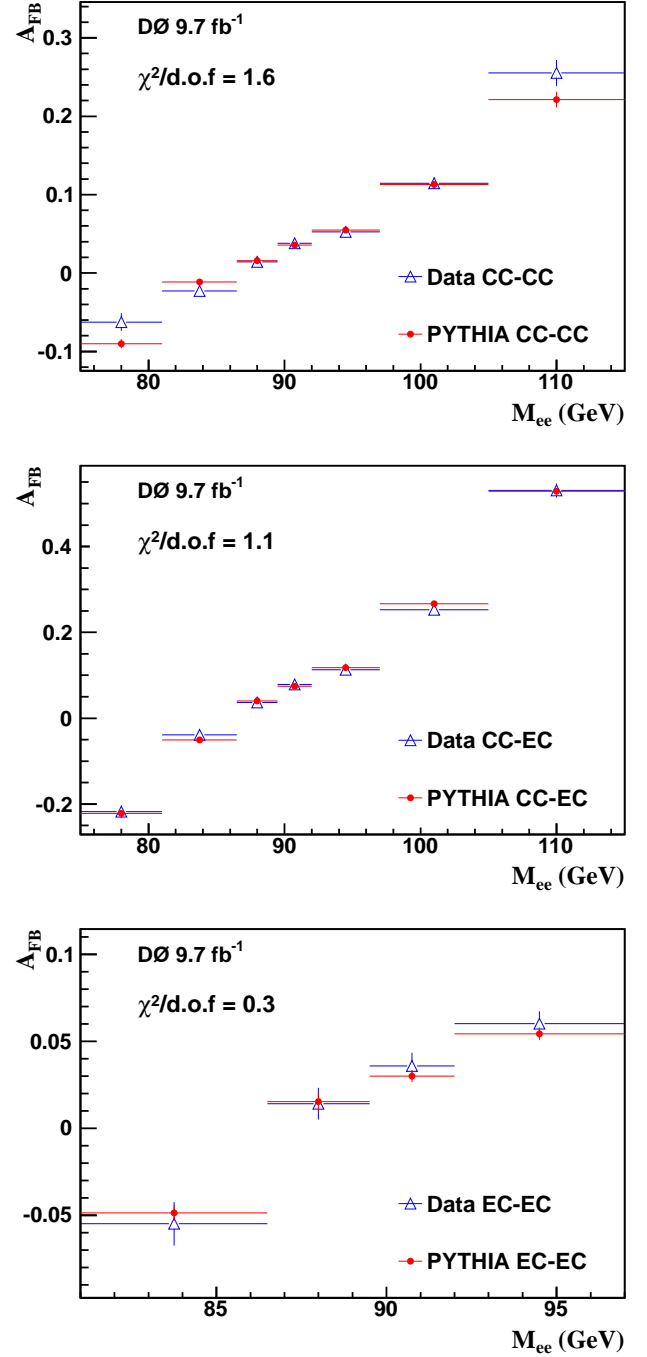 A_FB
DØ 9.7 fb⁻¹
χ²/d.o.f = 1.6
0.3
0.2
0.1
0
-0.1
Data CC-CC
PYTHIA CC-CC
80 90 100 110
M_ee (GeV)
A_FB
DØ 9.7 fb⁻¹
χ²/d.o.f = 1.1
0.4
0.2
0
-0.2
Data CC-EC
PYTHIA CC-EC
80 90 100 110
M_ee (GeV)
A_FB
DØ 9.7 fb⁻¹
χ²/d.o.f = 0.3
0.1
0.05
0
-0.05
Data EC-EC
PYTHIA EC-EC
85 90 95
M_ee (GeV)